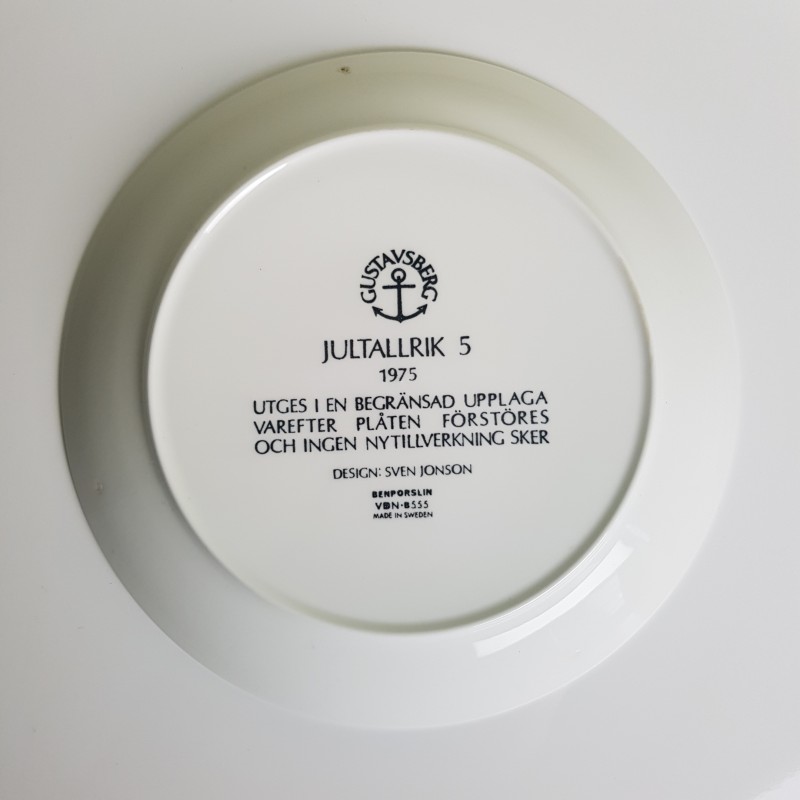 GUSTAVSBERG
JULTALLRIK 5
1975
UTGES I EN BEGRÄNSAD UPPLAGA
VAREFTER PLÅTEN FÖRSTÖRES
OCH INGEN NYTILLVERKNING SKER
DESIGN: SVEN JONSON
BENPORSLIN
VDN-B555
MADE IN SWEDEN